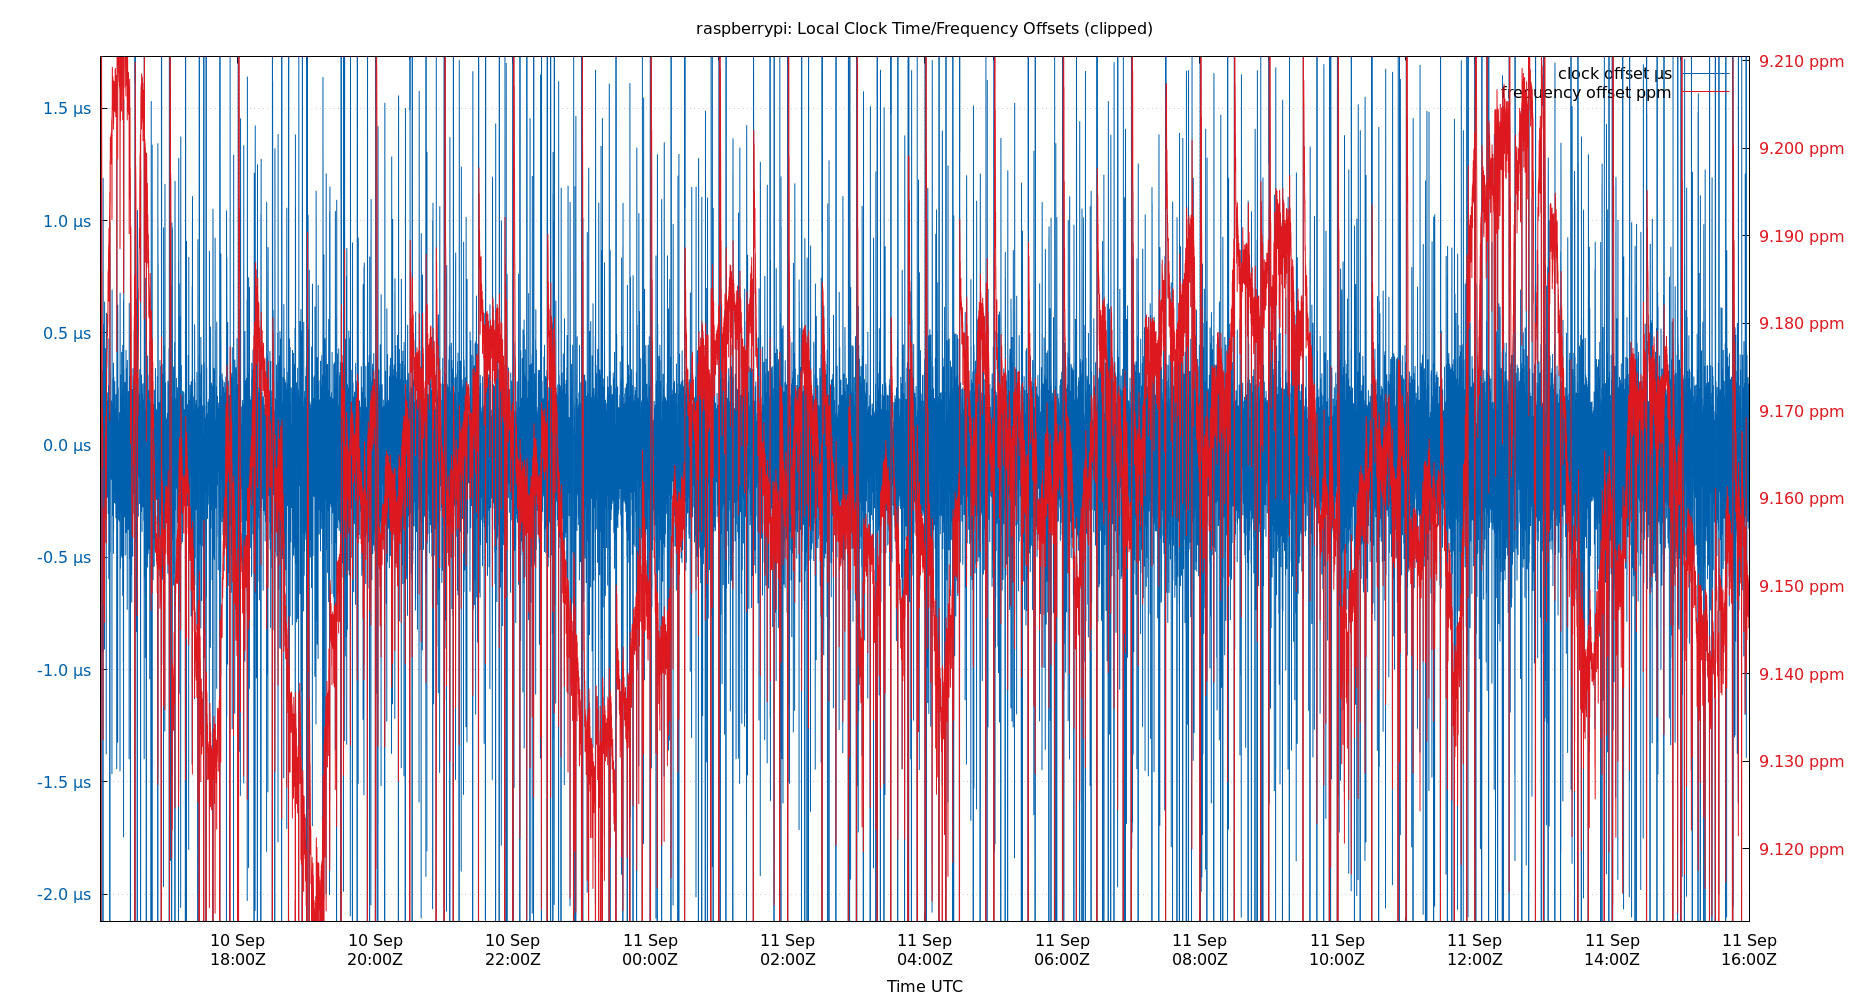 raspberrypi: Local Clock Time/Frequency Offsets (clipped)
clock offset µs
frequency offset ppm
1.5 µs
1.0 µs
0.5 µs
0.0 µs
-0.5 µs
-1.0 µs
-1.5 µs
-2.0 µs
9.210 ppm
9.200 ppm
9.190 ppm
9.180 ppm
9.170 ppm
9.160 ppm
9.150 ppm
9.140 ppm
9.130 ppm
9.120 ppm
10 Sep 10 Sep 10 Sep 11 Sep 11 Sep 11 Sep 11 Sep 11 Sep 11 Sep 11 Sep 11 Sep 11 Sep
18:00Z 20:00Z 22:00Z 00:00Z 02:00Z 04:00Z 06:00Z 08:00Z 10:00Z 12:00Z 14:00Z 16:00Z
Time UTC